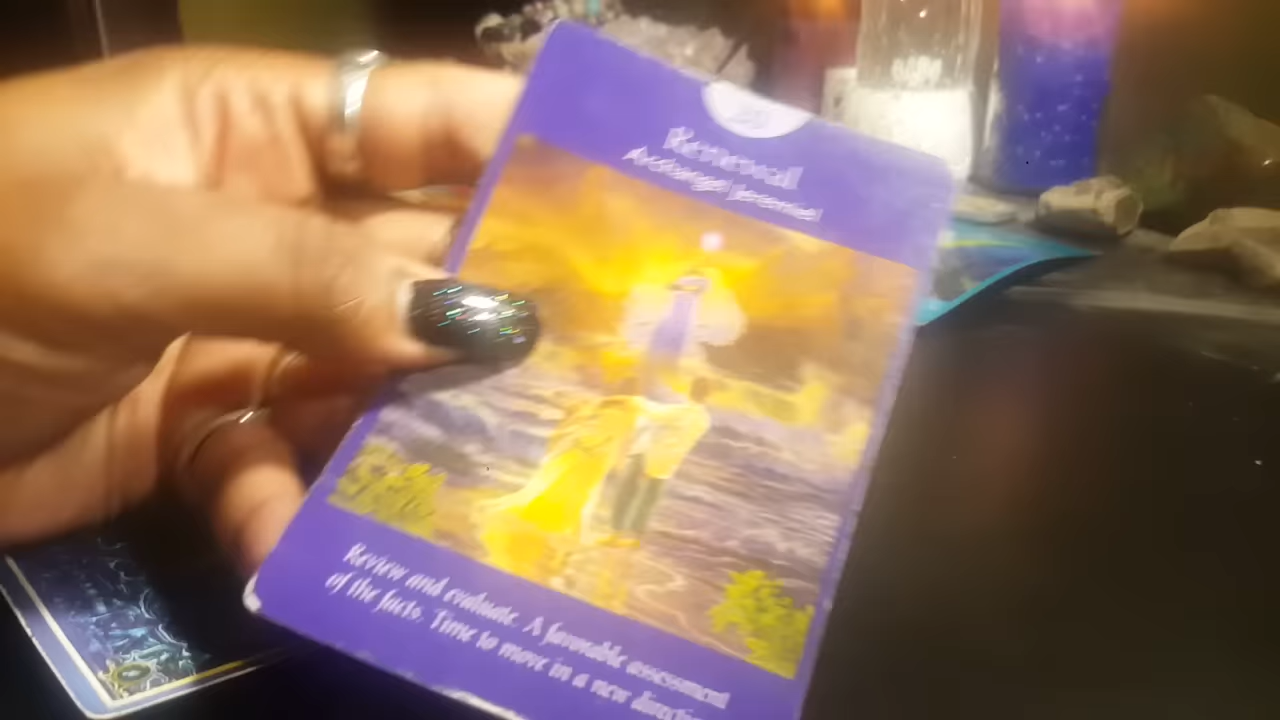 Renewal
Archangel Jeremiel
Review and evaluate. A favorable assessment
of the facts. Time to move in a new